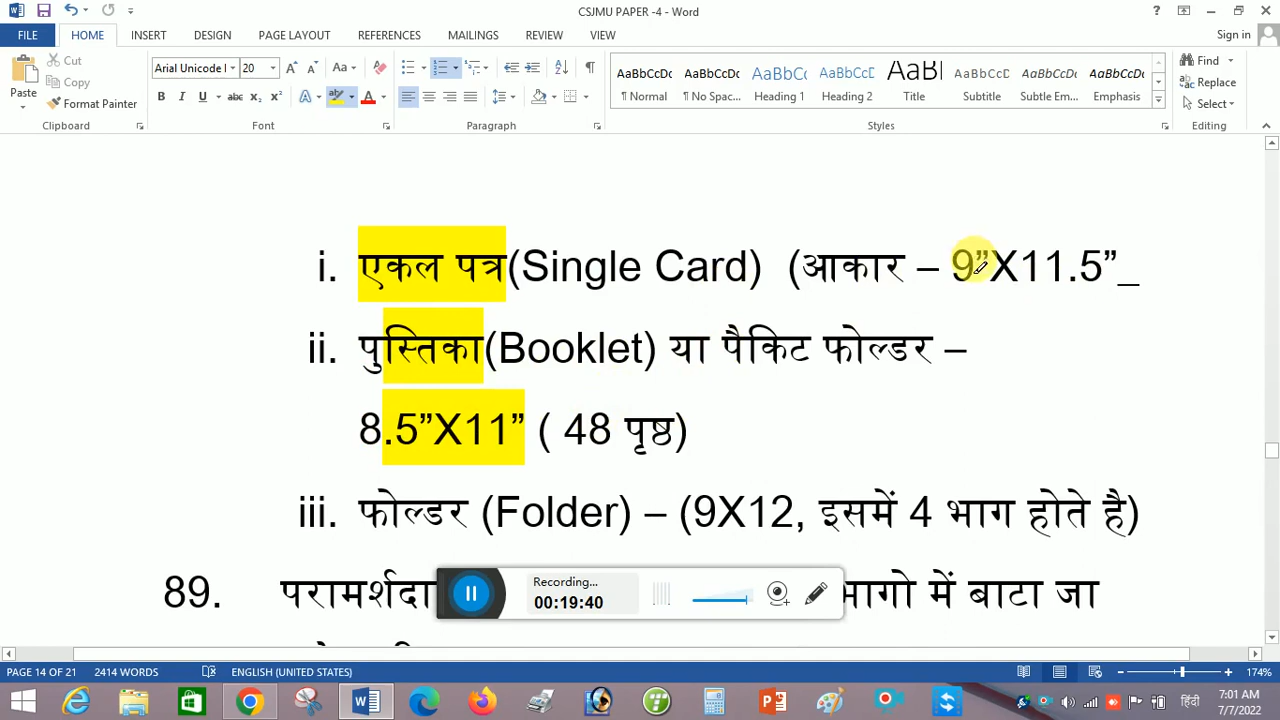 CSJMU PAPER -4 - Word
FILE HOME INSERT DESIGN PAGE LAYOUT REFERENCES MAILINGS REVIEW VIEW Sign in
Cut
Copy
Format Painter
Paste
Arial Unicode 20
AaBbCcDc AaBbCcDc AaBbCc AaBbCcD AaBl AaBbCcD AaBbCcDc AaBbCcDc
¶ Normal ¶ No Spac... Heading 1 Heading 2 Title Subtitle Subtle Em... Emphasis
Find
Replace
Select
Clipboard Font Paragraph Styles Editing
i. एकल पत्र(Single Card) (आकार – 9”X11.5”_
ii. पुस्तिका(Booklet) या पैकिट फोल्डर –
8.5”X11” ( 48 पृष्ठ)
iii. फोल्डर (Folder) – (9X12, इसमें 4 भाग होते है)
89. परामर्शदा भागो में बाटा जा
Recording...
00:19:40
PAGE 14 OF 21 2414 WORDS ENGLISH (UNITED STATES) 174%
हिंदी 7:01 AM
7/7/2022